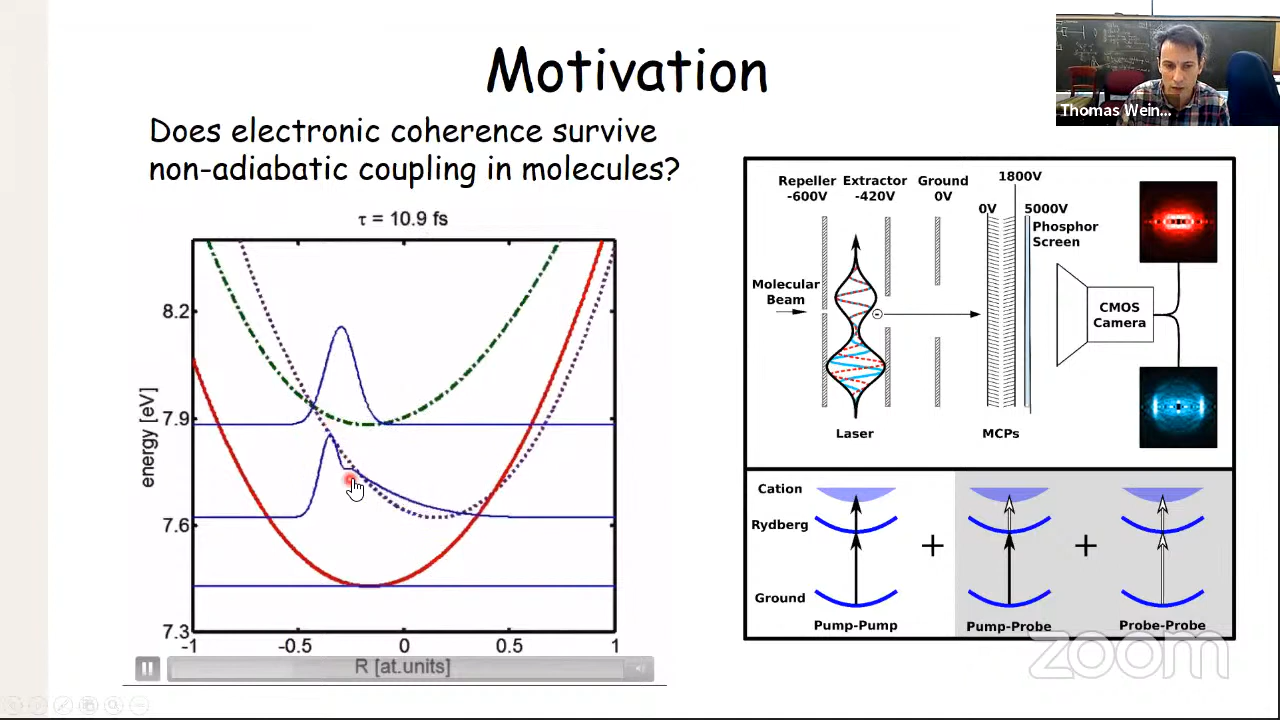 Motivation
Thomas Wein...
Does electronic coherence survive
non-adiabatic coupling in molecules?
τ = 10.9 fs
8.2
7.9
7.6
7.3
energy [eV]
-1
-0.5
0
0.5
1
R [at.units]
1800V
Repeller Extractor Ground
-600V -420V 0V
0V 5000V
Phosphor
Screen
Molecular
Beam
CMOS
Camera
Laser
MCPs
Cation
Rydberg
Ground
+
+
Pump-Pump
Pump-Probe
Probe-Probe
zoom